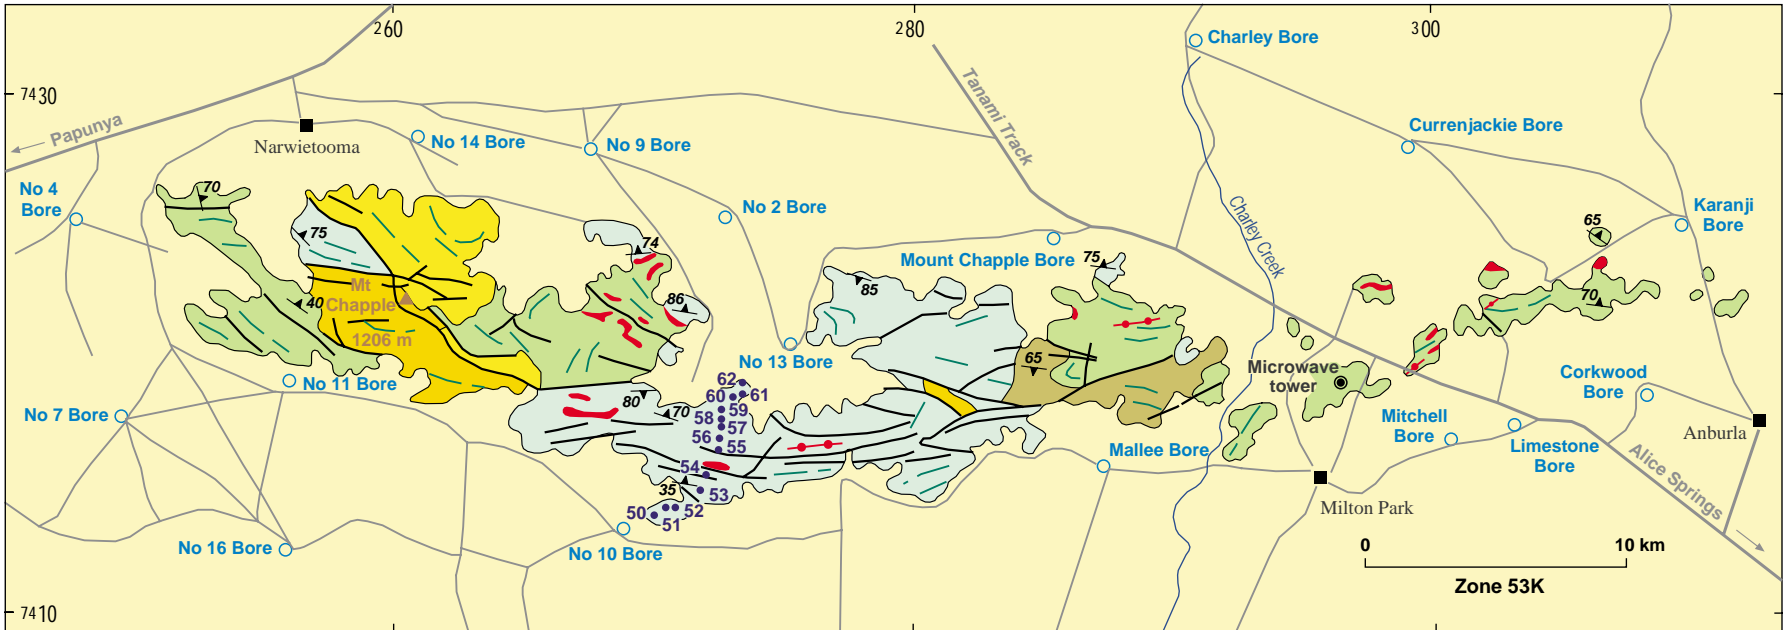 260
280
300
7430
7410
Papunya
Narwietooma
No 14 Bore
No 9 Bore
Tanami Track
Charley Bore
Currenjackie Bore
No 4
Bore
70
75
No 2 Bore
74
Charley Creek
65
Karanji
Bore
Mount Chapple Bore
75
85
40
Mt
Chapple
1206 m
86
70
No 13 Bore
65
Microwave
tower
No 11 Bore
62
60
61
80
70
58
59
57
56
55
54
53
35
50
52
51
No 7 Bore
No 16 Bore
No 10 Bore
Mallee Bore
Mitchell
Bore
Corkwood
Bore
Limestone
Bore
Anburla
Alice Springs
Milton Park
0
10 km
Zone 53K